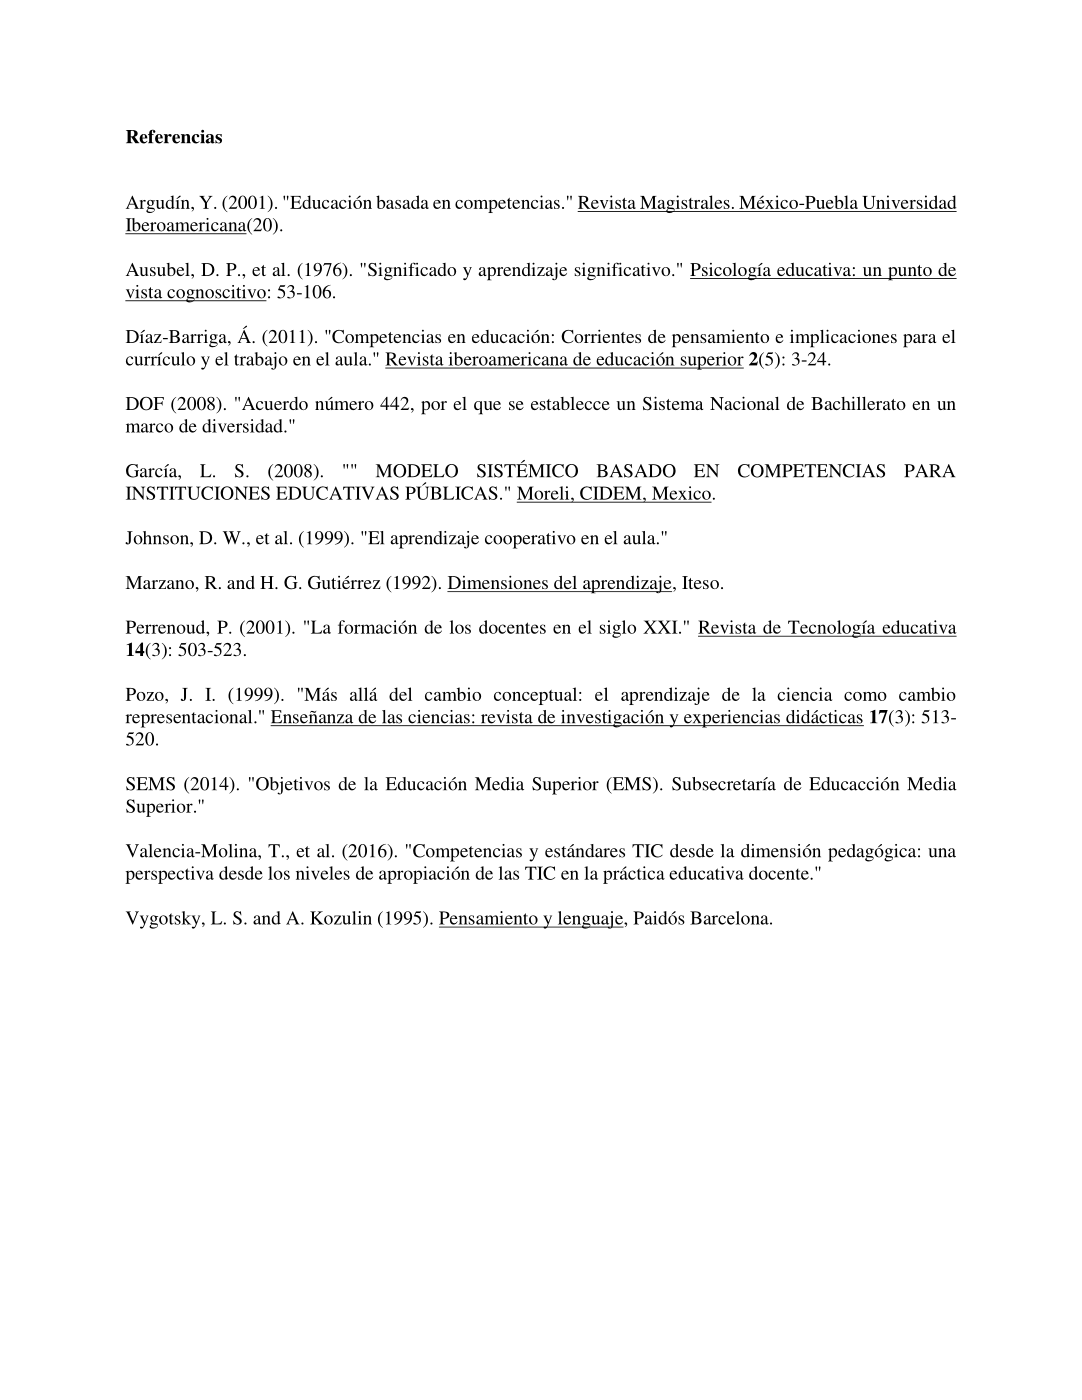 Referencias
Argudín, Y. (2001). "Educación basada en competencias." Revista Magistrales. México-Puebla Universidad
Iberoamericana(20).
Ausubel, D. P., et al. (1976). "Significado y aprendizaje significativo." Psicología educativa: un punto de
vista cognoscitivo: 53-106.
Díaz-Barriga, Á. (2011). "Competencias en educación: Corrientes de pensamiento e implicaciones para el
currículo y el trabajo en el aula." Revista iberoamericana de educación superior 2(5): 3-24.
DOF (2008). "Acuerdo número 442, por el que se establecce un Sistema Nacional de Bachillerato en un
marco de diversidad."
García, L. S. (2008). "" MODELO SISTÉMICO BASADO EN COMPETENCIAS PARA
INSTITUCIONES EDUCATIVAS PÚBLICAS." Moreli, CIDEM, Mexico.
Johnson, D. W., et al. (1999). "El aprendizaje cooperativo en el aula."
Marzano, R. and H. G. Gutiérrez (1992). Dimensiones del aprendizaje, Iteso.
Perrenoud, P. (2001). "La formación de los docentes en el siglo XXI." Revista de Tecnología educativa
14(3): 503-523.
Pozo, J. I. (1999). "Más allá del cambio conceptual: el aprendizaje de la ciencia como cambio
representacional." Enseñanza de las ciencias: revista de investigación y experiencias didácticas 17(3): 513-
520.
SEMS (2014). "Objetivos de la Educación Media Superior (EMS). Subsecretaría de Educacción Media
Superior."
Valencia-Molina, T., et al. (2016). "Competencias y estándares TIC desde la dimensión pedagógica: una
perspectiva desde los niveles de apropiación de las TIC en la práctica educativa docente."
Vygotsky, L. S. and A. Kozulin (1995). Pensamiento y lenguaje, Paidós Barcelona.